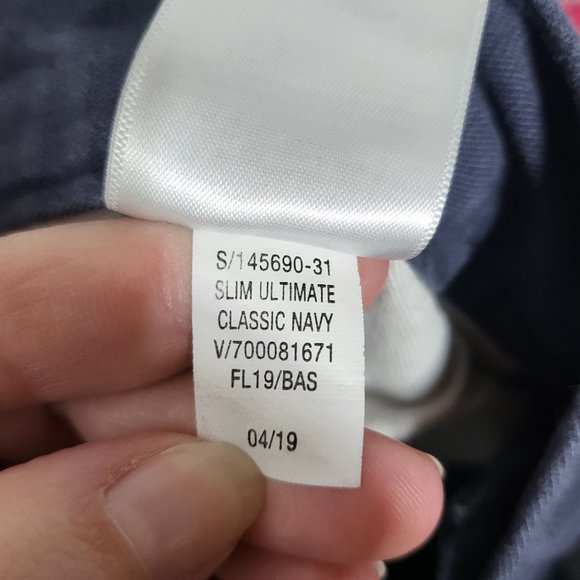 S/145690-31
SLIM ULTIMATE
CLASSIC NAVY
V/700081671
FL19/BAS
04/19